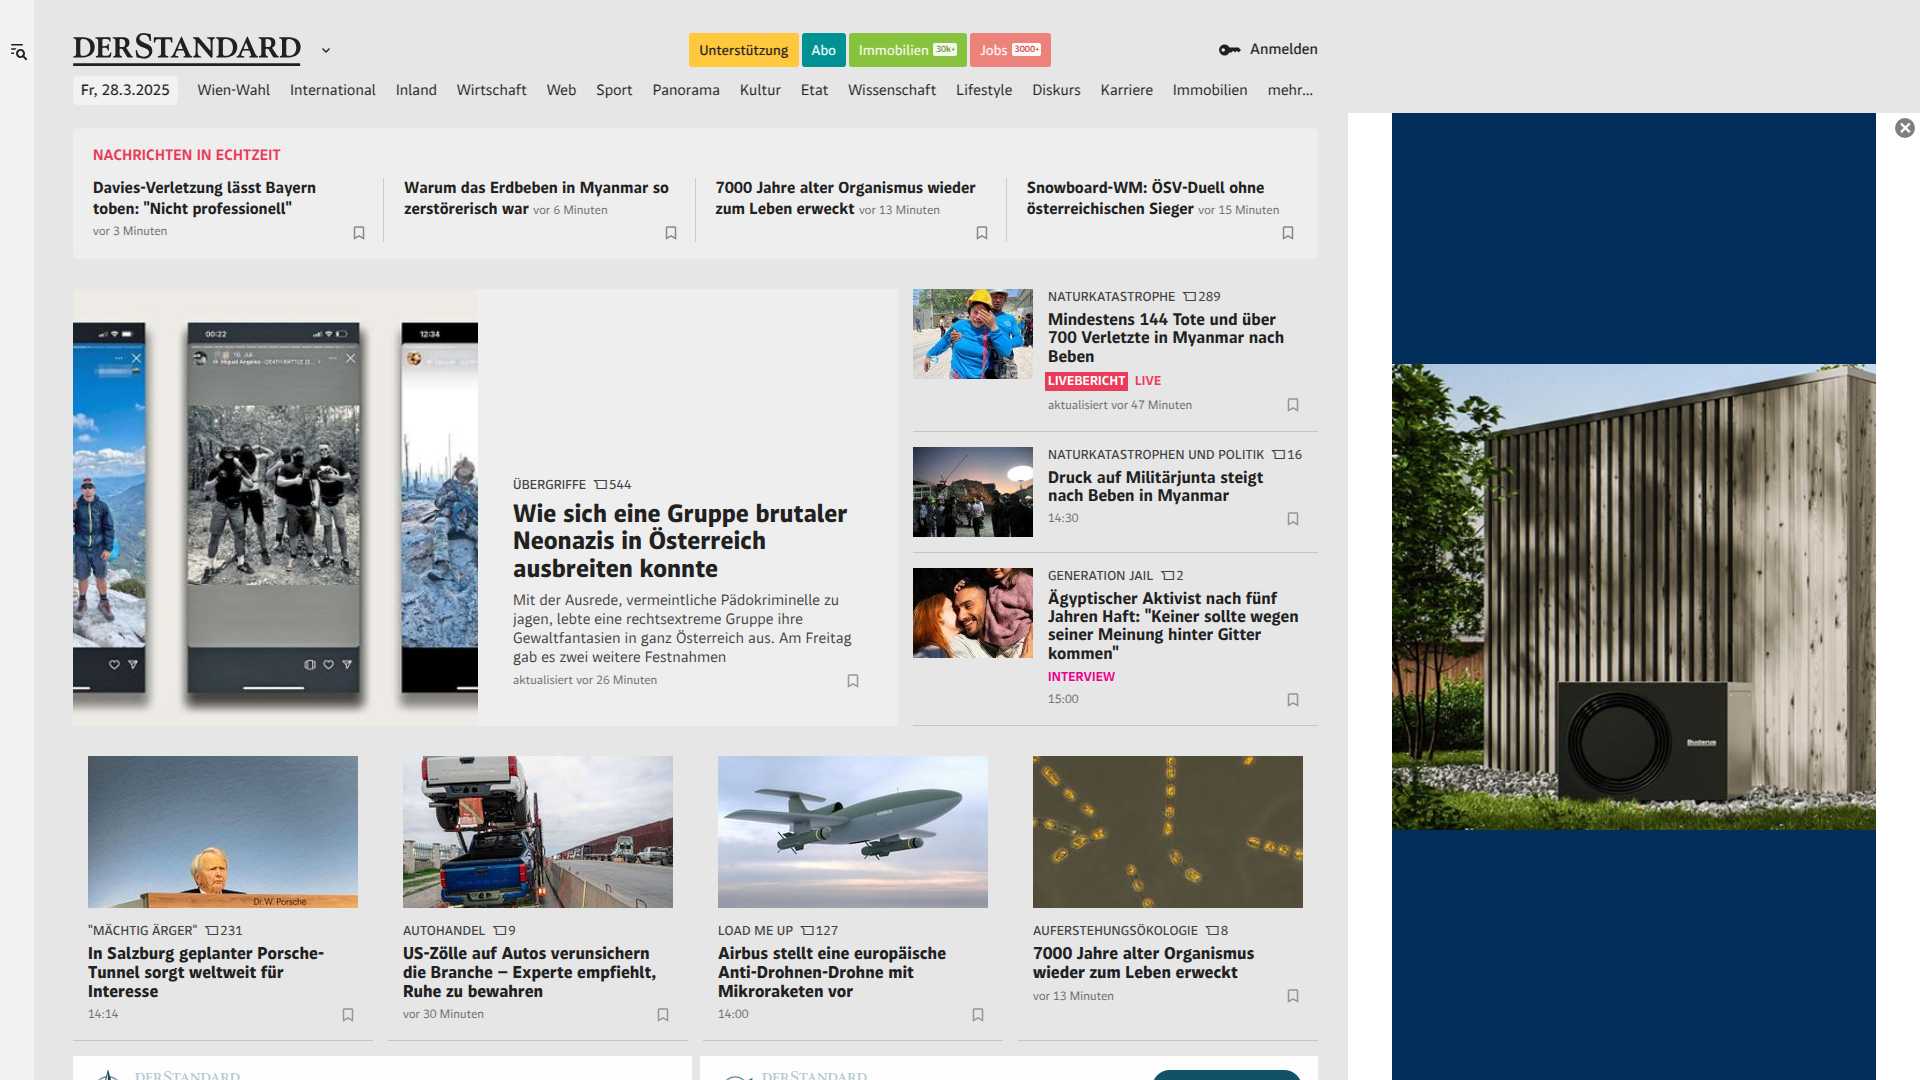 DERSTANDARD
Unterstützung
Abo
Immobilien 30k+
Jobs 3000+
Anmelden
Fr, 28.3.2025
Wien-Wahl
International
Inland
Wirtschaft
Web
Sport
Panorama
Kultur
Etat
Wissenschaft
Lifestyle
Diskurs
Karriere
Immobilien
mehr...
NACHRICHTEN IN ECHTZEIT
Davies-Verletzung lässt Bayern
toben: "Nicht professionell"
vor 3 Minuten
Warum das Erdbeben in Myanmar so
zerstörerisch war vor 6 Minuten
7000 Jahre alter Organismus wieder
zum Leben erweckt vor 13 Minuten
Snowboard-WM: ÖSV-Duell ohne
österreichischen Sieger vor 15 Minuten
00:22
12:34
ÜBERGRIFFE 544
Wie sich eine Gruppe brutaler
Neonazis in Österreich
ausbreiten konnte
Mit der Ausrede, vermeintliche Pädokriminelle zu
jagen, lebte eine rechtsextreme Gruppe ihre
Gewaltfantasien in ganz Österreich aus. Am Freitag
gab es zwei weitere Festnahmen
aktualisiert vor 26 Minuten
NATURKATASTROPHE 289
Mindestens 144 Tote und über
700 Verletzte in Myanmar nach
Beben
LIVEBERICHT LIVE
aktualisiert vor 47 Minuten
NATURKATASTROPHEN UND POLITIK 16
Druck auf Militärjunta steigt
nach Beben in Myanmar
14:30
GENERATION JAIL 2
Ägyptischer Aktivist nach fünf
Jahren Haft: "Keiner sollte wegen
seiner Meinung hinter Gitter
kommen"
INTERVIEW
15:00
Buderus
Dr. W. Porsche
"MÄCHTIG ÄRGER" 231
In Salzburg geplanter Porsche-
Tunnel sorgt weltweit für
Interesse
14:14
AUTOHANDEL 9
US-Zölle auf Autos verunsichern
die Branche – Experte empfiehlt,
Ruhe zu bewahren
vor 30 Minuten
LOAD ME UP 127
Airbus stellt eine europäische
Anti-Drohnen-Drohne mit
Mikroraketen vor
14:00
AUFERSTEHUNGSÖKOLOGIE 8
7000 Jahre alter Organismus
wieder zum Leben erweckt
vor 13 Minuten
DERSTANDARD
DERSTANDARD